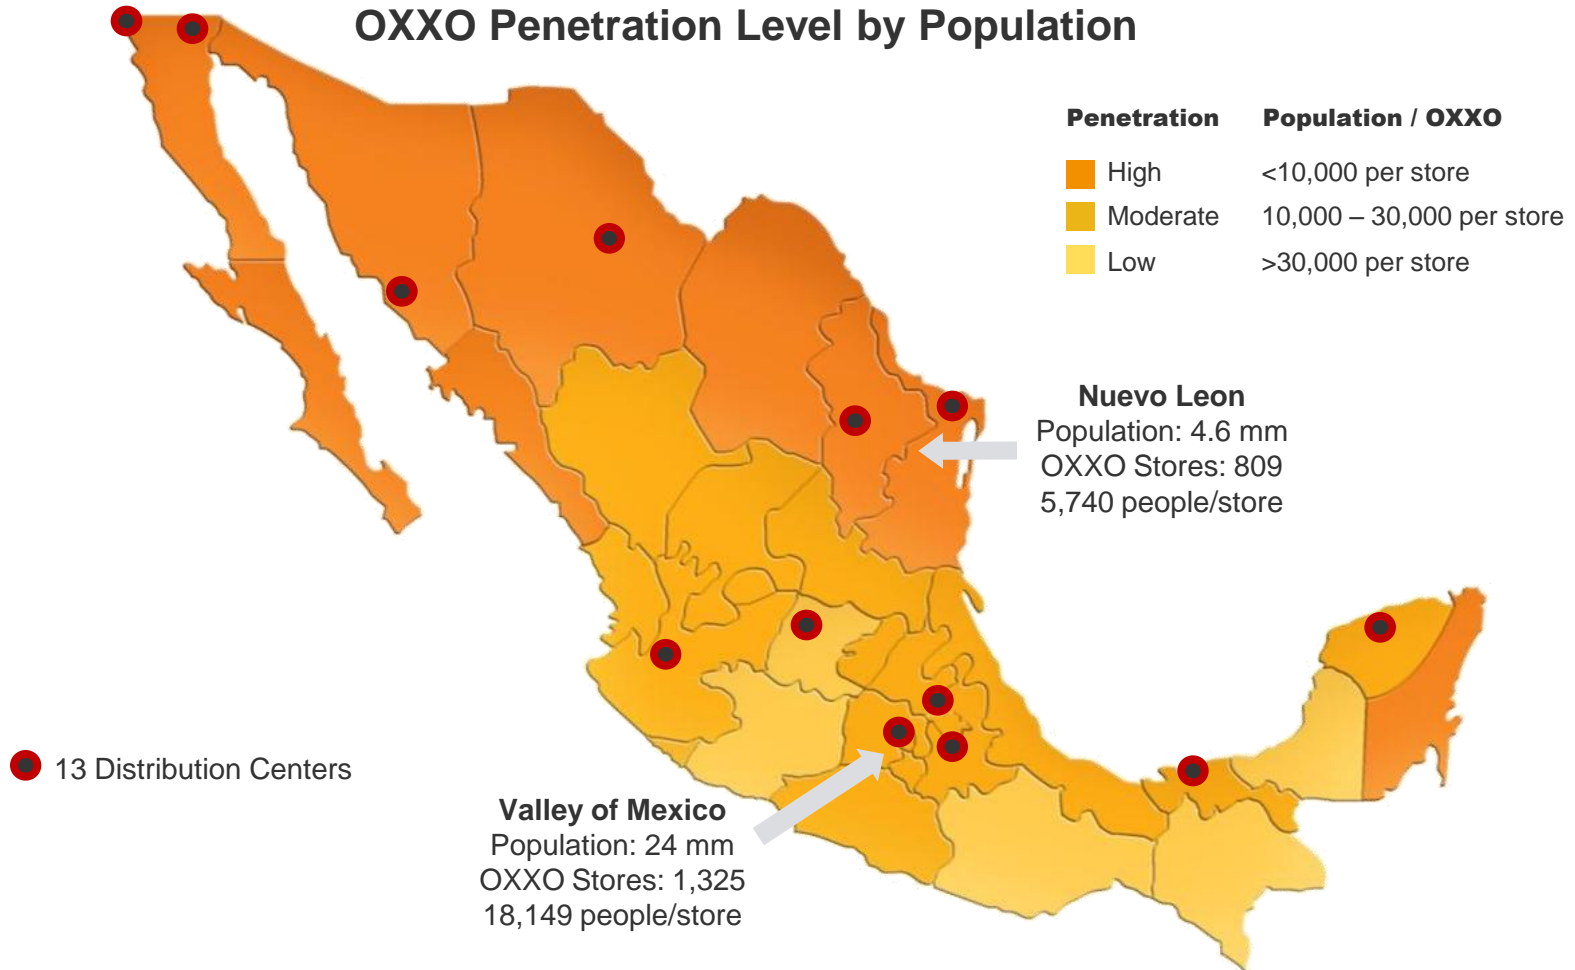 OXXO Penetration Level by Population
Penetration Population / OXXO
High <10,000 per store
Moderate 10,000 – 30,000 per store
Low >30,000 per store
Nuevo Leon
Population: 4.6 mm
OXXO Stores: 809
5,740 people/store
13 Distribution Centers
Valley of Mexico
Population: 24 mm
OXXO Stores: 1,325
18,149 people/store